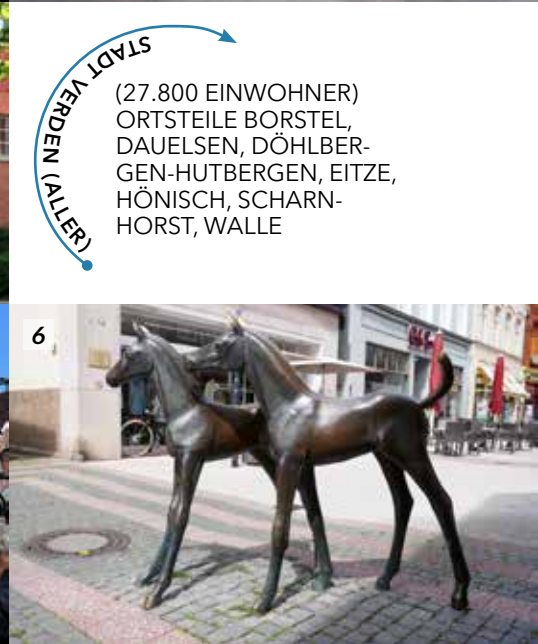 STADT VERDEN (ALLER)
(27.800 EINWOHNER)
ORTSTEILE BORSTEL,
DAUELSEN, DÖHLBER-
GEN-HUTBERGEN, EITZE,
HÖNISCH, SCHARN-
HORST, WALLE
6